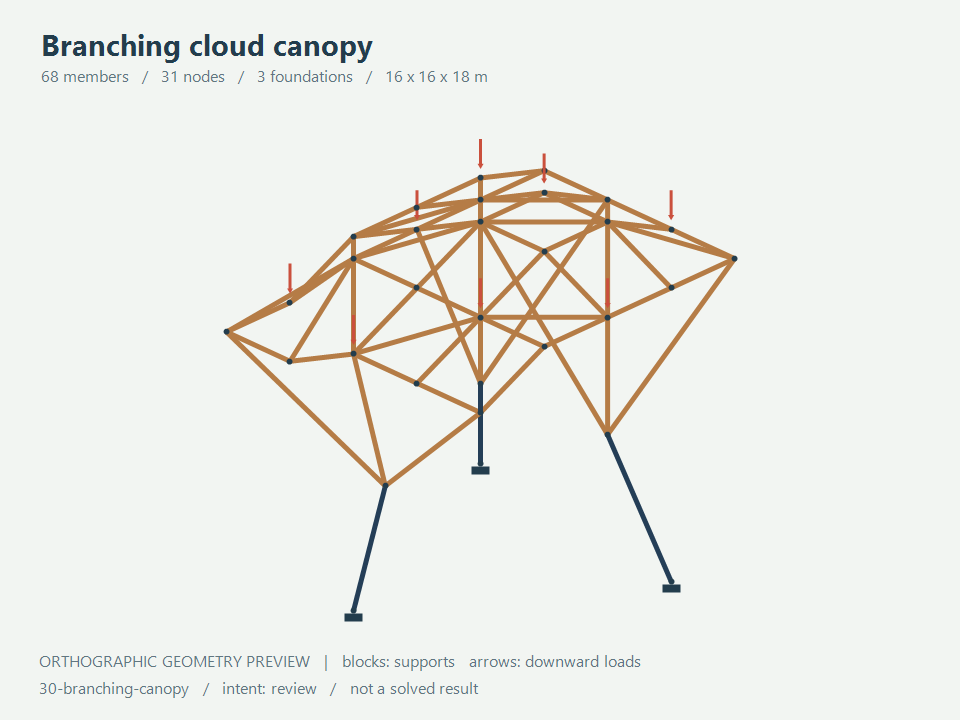 Branching cloud canopy
68 members / 31 nodes / 3 foundations / 16 x 16 x 18 m
ORTHOGRAPHIC GEOMETRY PREVIEW | blocks: supports arrows: downward loads
30-branching-canopy / intent: review / not a solved result